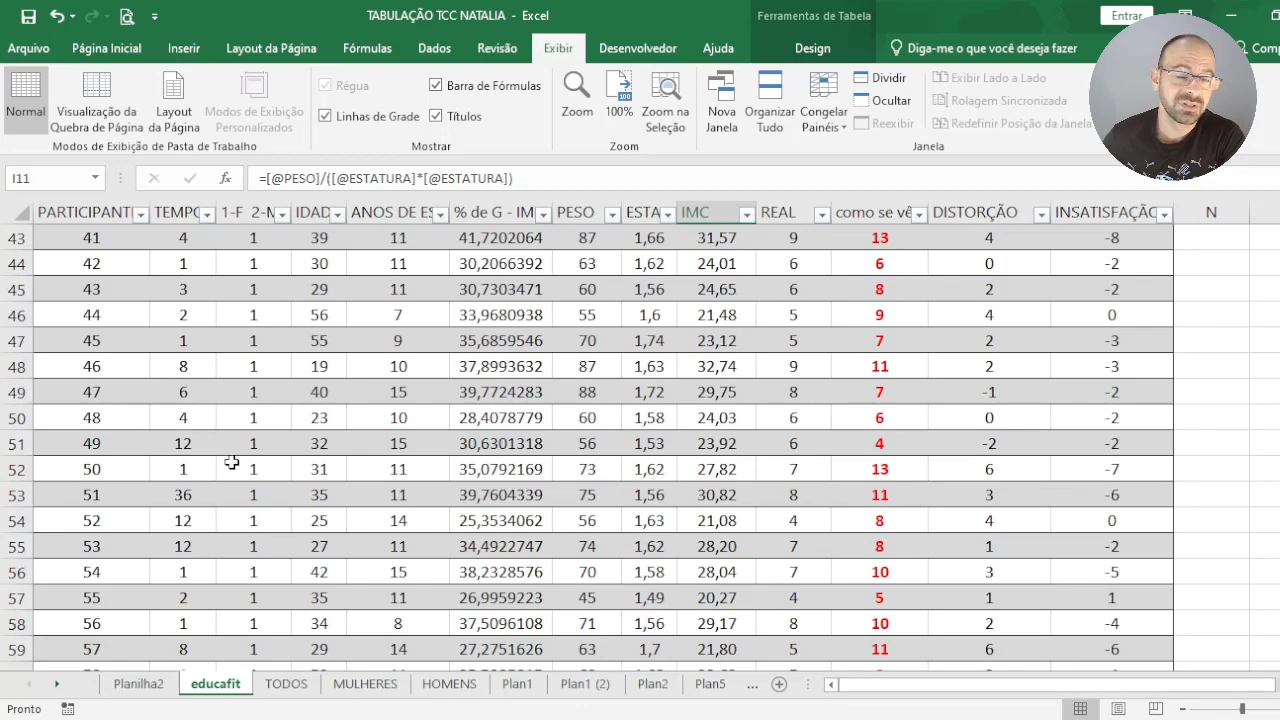 TABULAÇÃO TCC NATALIA - Excel
Ferramentas de Tabela
Entrar
Arquivo Página Inicial Inserir Layout da Página Fórmulas Dados Revisão Exibir Desenvolvedor Ajuda Design Diga-me o que você deseja fazer
Normal
Visualização da Quebra de Página
Layout da Página
Modos de Exibição Personalizados
Modos de Exibição de Pasta de Trabalho
Régua
Barra de Fórmulas
Linhas de Grade
Títulos
Mostrar
Zoom
100%
Zoom na Seleção
Zoom
Nova Janela
Organizar Tudo
Congelar Painéis
Dividir
Ocultar
Reexibir
Exibir Lado a Lado
Rolagem Sincronizada
Redefinir Posição da Janela
Janela
I11 fx =[@PESO]/([@ESTATURA]*[@ESTATURA])
PARTICIPANT TEMPO 1-F 2-M IDAD ANOS DE ES % de G - IM PESO ESTA IMC REAL como se vê DISTORÇÃO INSATISFAÇÃO N
43 41 4 1 39 11 41,7202064 87 1,66 31,57 9 13 4 -8
44 42 1 1 30 11 30,2066392 63 1,62 24,01 6 6 0 -2
45 43 3 1 29 11 30,7303471 60 1,56 24,65 6 8 2 -2
46 44 2 1 56 7 33,9680938 55 1,6 21,48 5 9 4 0
47 45 1 1 55 9 35,6859546 70 1,74 23,12 5 7 2 -3
48 46 8 1 19 10 37,8993632 87 1,63 32,74 9 11 2 -3
49 47 6 1 40 15 39,7724283 88 1,72 29,75 8 7 -1 -2
50 48 4 1 23 10 28,4078779 60 1,58 24,03 6 6 0 -2
51 49 12 1 32 15 30,6301318 56 1,53 23,92 6 4 -2 -2
52 50 1 1 31 11 35,0792169 73 1,62 27,82 7 13 6 -7
53 51 36 1 35 11 39,7604339 75 1,56 30,82 8 11 3 -6
54 52 12 1 25 14 25,3534062 56 1,63 21,08 4 8 4 0
55 53 12 1 27 11 34,4922747 74 1,62 28,20 7 8 1 -2
56 54 1 1 42 15 38,2328576 70 1,58 28,04 7 10 3 -5
57 55 2 1 35 11 26,9959223 45 1,49 20,27 4 5 1 1
58 56 1 1 34 8 37,5096108 71 1,56 29,17 8 10 2 -4
59 57 8 1 29 14 27,2751626 63 1,7 21,80 5 11 6 -6
Planilha2 educafit TODOS MULHERES HOMENS Plan1 Plan1 (2) Plan2 Plan5 ...
Pronto